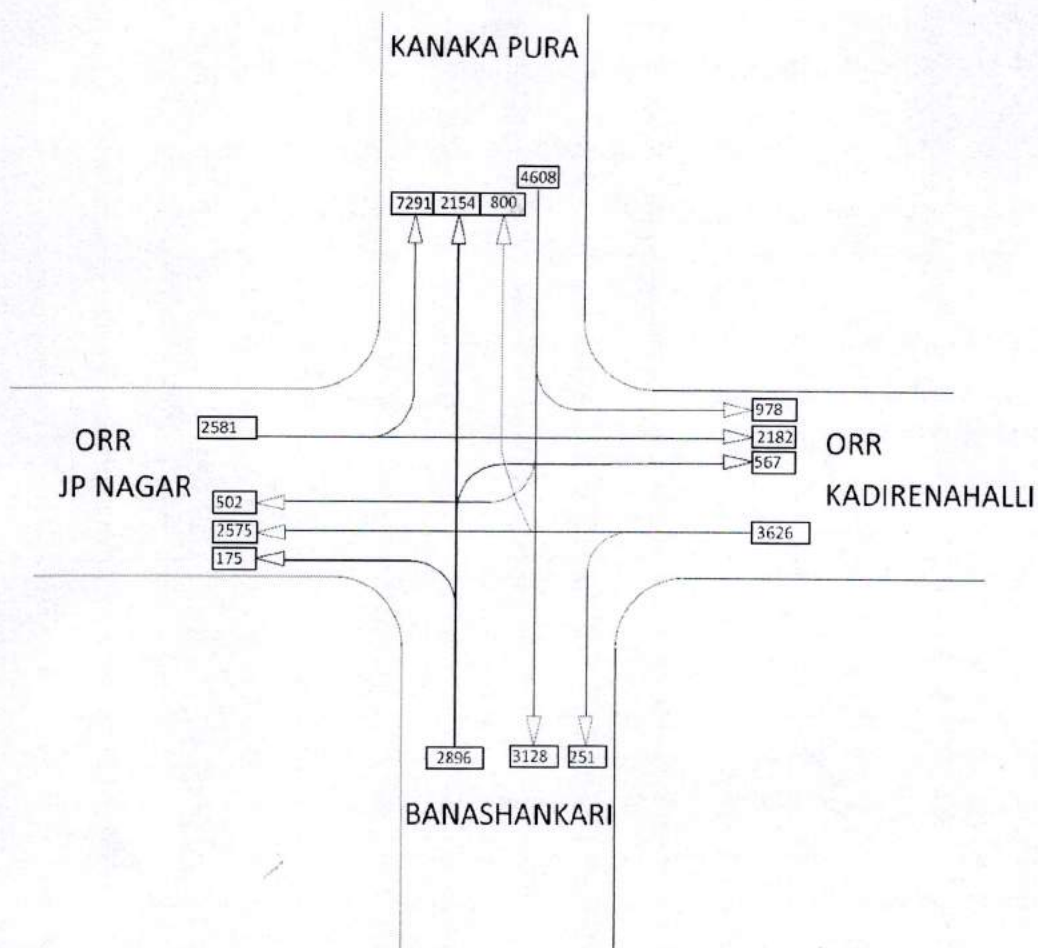 KANAKA PURA
4608
7291 2154 800
978
2581
2182
ORR
ORR
567
JP NAGAR
502
KADIRENAHALLI
2575
3626
175
2896
3128
251
BANASHANKARI